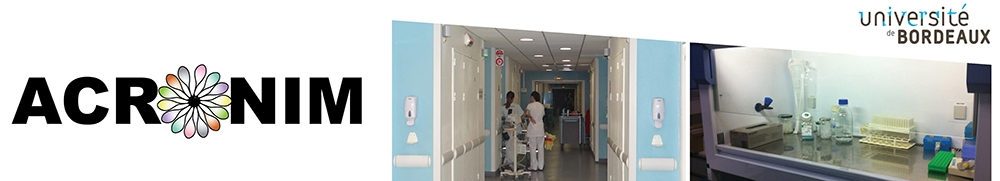 ACRONIM
université
de BORDEAUX